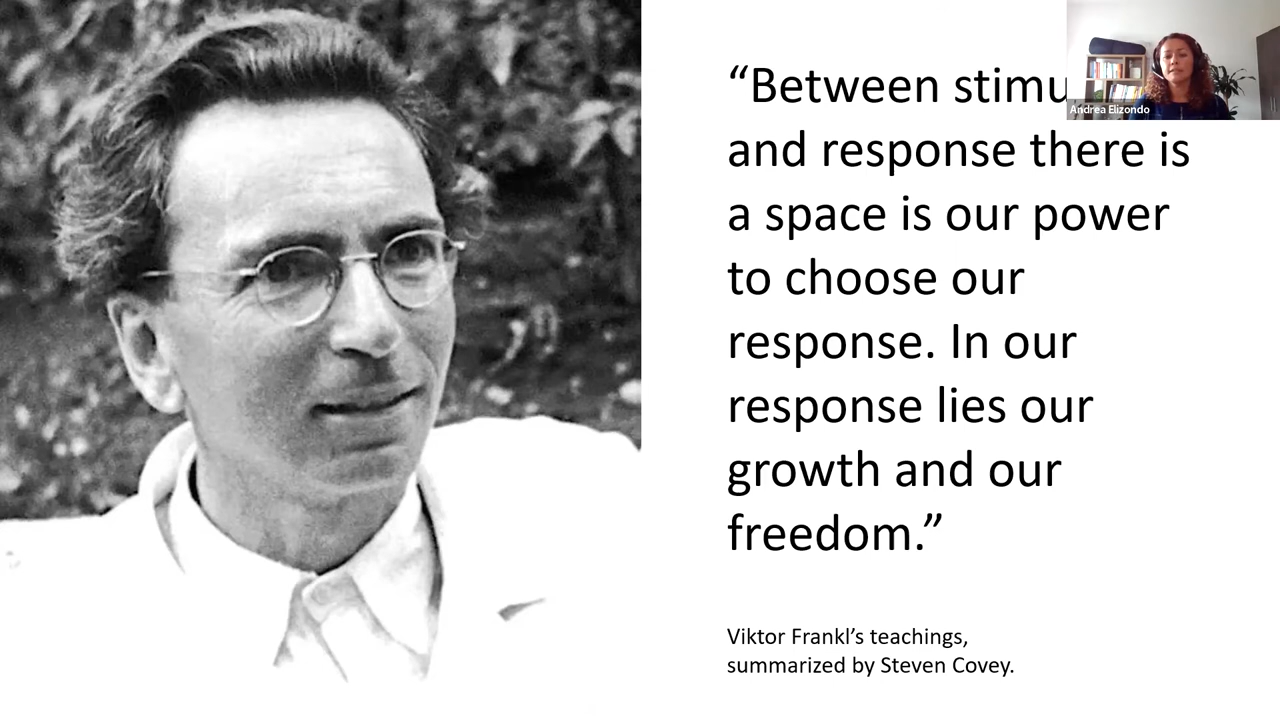 “Between stimu
and response there is
a space is our power
to choose our
response. In our
response lies our
growth and our
freedom.”
Viktor Frankl’s teachings,
summarized by Steven Covey.
Andrea Elizondo